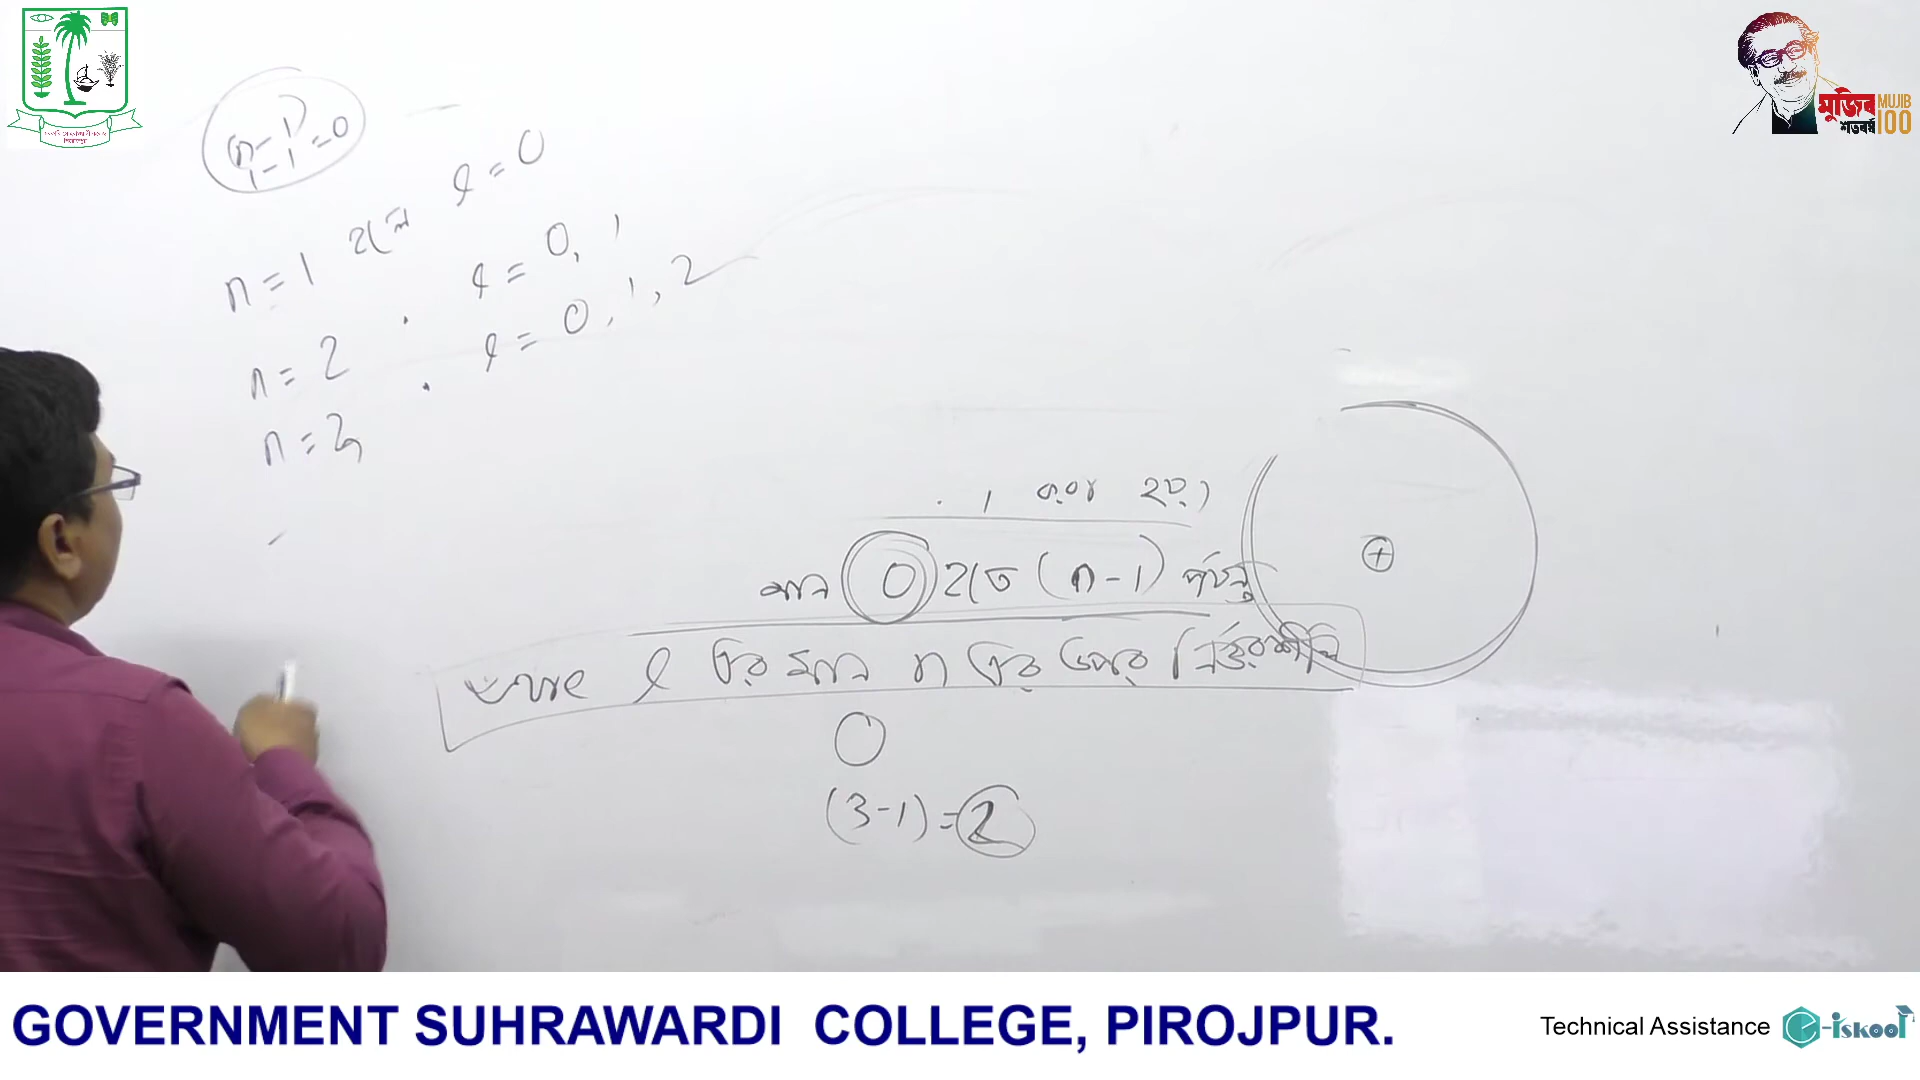 (n-1)
1-1=0
n=1 হলে l=0
n=2 . l=0, 1
n=3 . l=0, 1, 2
মান 0 হতে (n-1) পর্যন্ত
l এর মান n এর উপর নির্ভরশীল
0
(3-1)=2
মুজিব MUJIB
শতবর্ষ 100
GOVERNMENT SUHRAWARDI COLLEGE, PIROJPUR.
Technical Assistance e-iskool